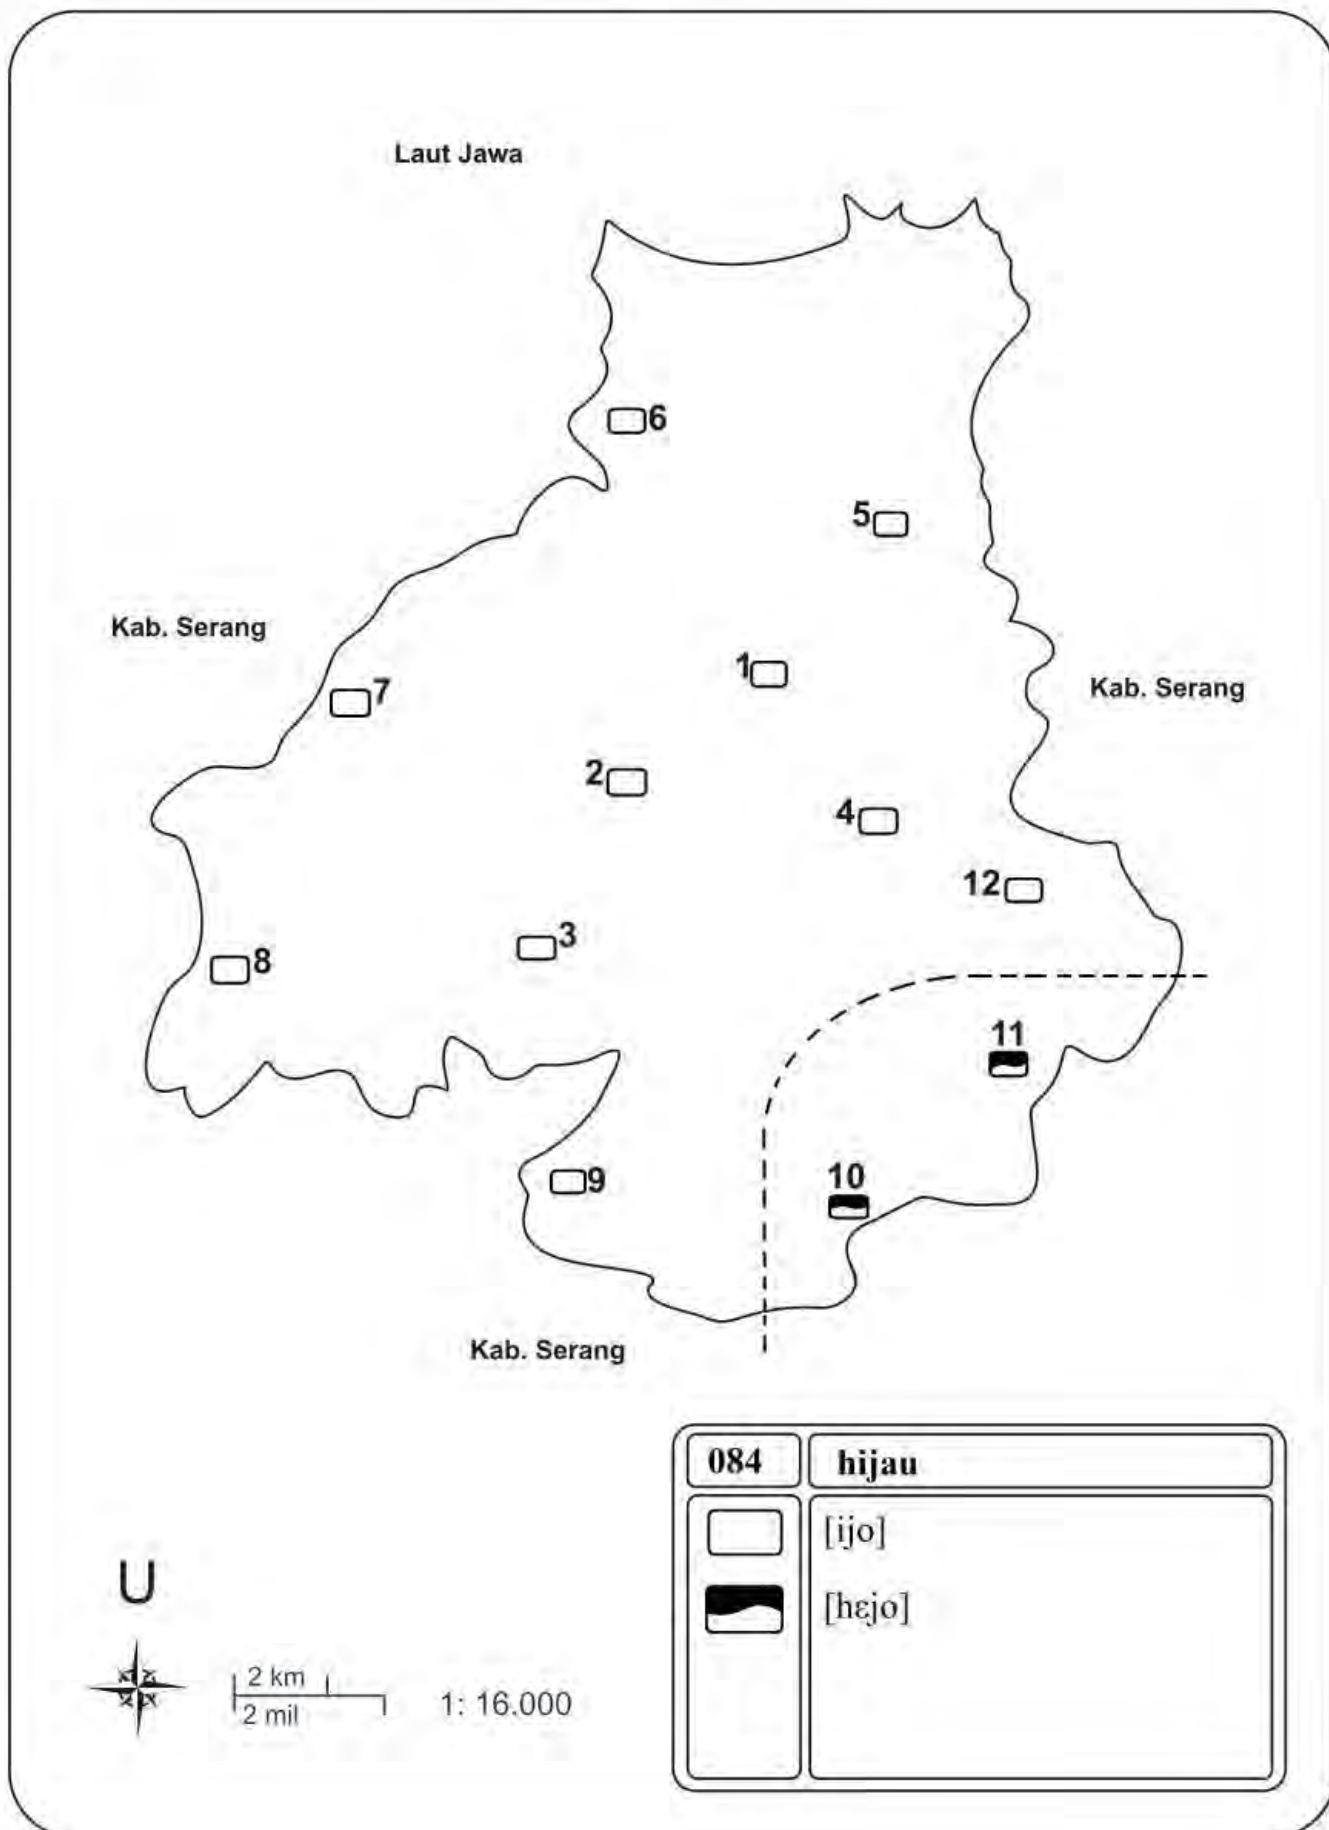 Laut Jawa
6
5
Kab. Serang
1
Kab. Serang
7
2
4
12
3
8
11
10
9
Kab. Serang
084 hijau
[ijo]
[hɛjo]
U
2 km
2 mil
1: 16.000